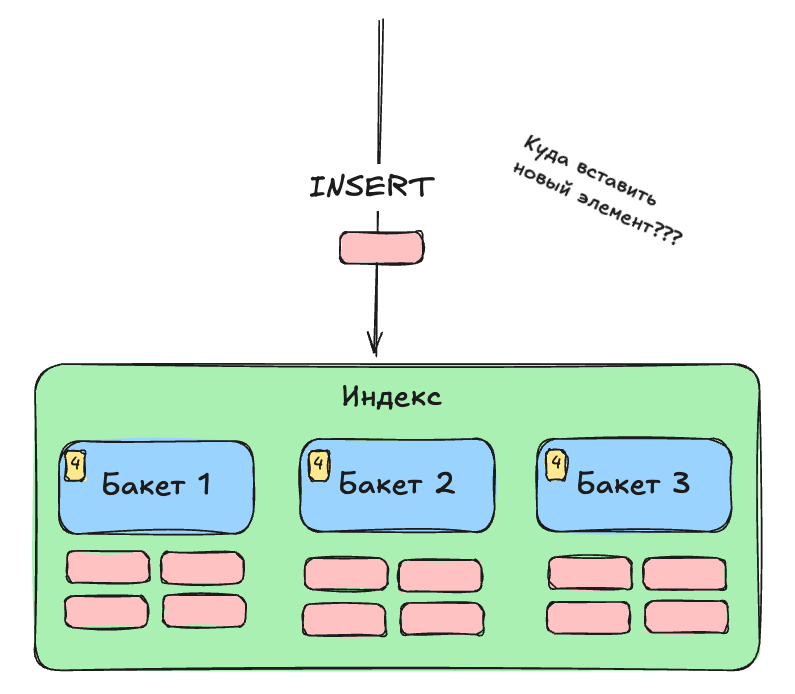 Куда вставить
новый элемент???
INSERT
Индекс
4
Бакет 1
4
Бакет 2
4
Бакет 3